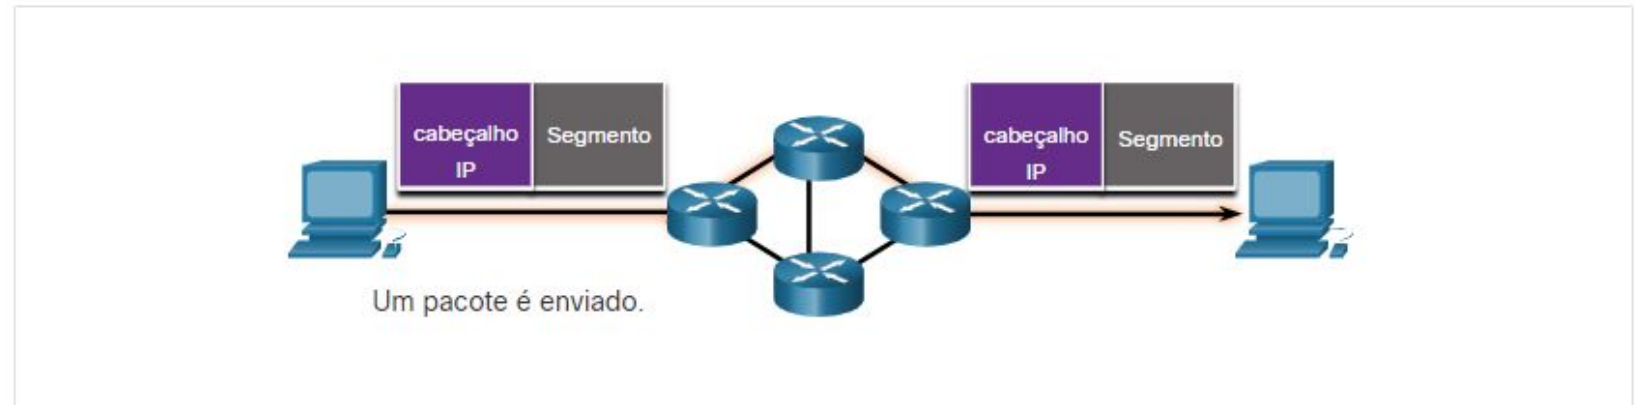 cabeçalho
IP
Segmento
cabeçalho
IP
Segmento
Um pacote é enviado.